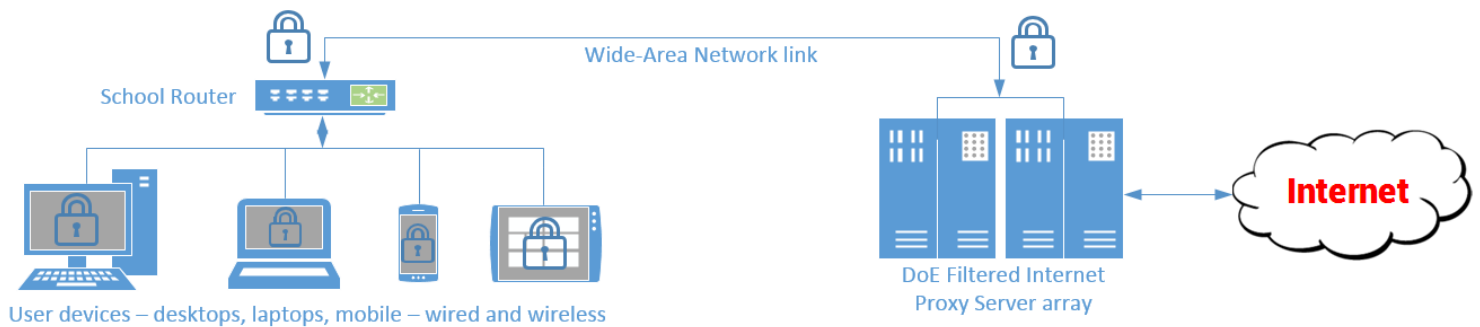 Wide-Area Network link
School Router
Internet
DoE Filtered Internet
Proxy Server array
User devices – desktops, laptops, mobile – wired and wireless